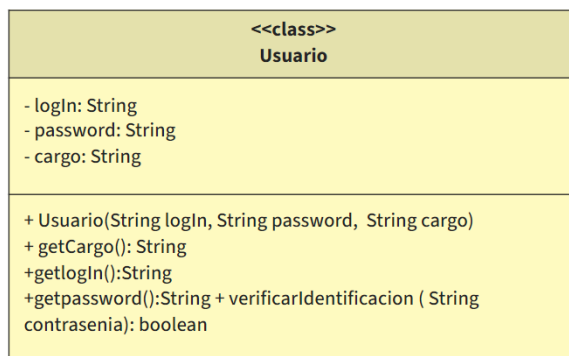 <<class>>
Usuario
- logIn: String
- password: String
- cargo: String
+ Usuario(String logIn, String password, String cargo)
+ getCargo(): String
+getlogIn():String
+getpassword():String + verificarIdentificacion ( String
contrasenia): boolean